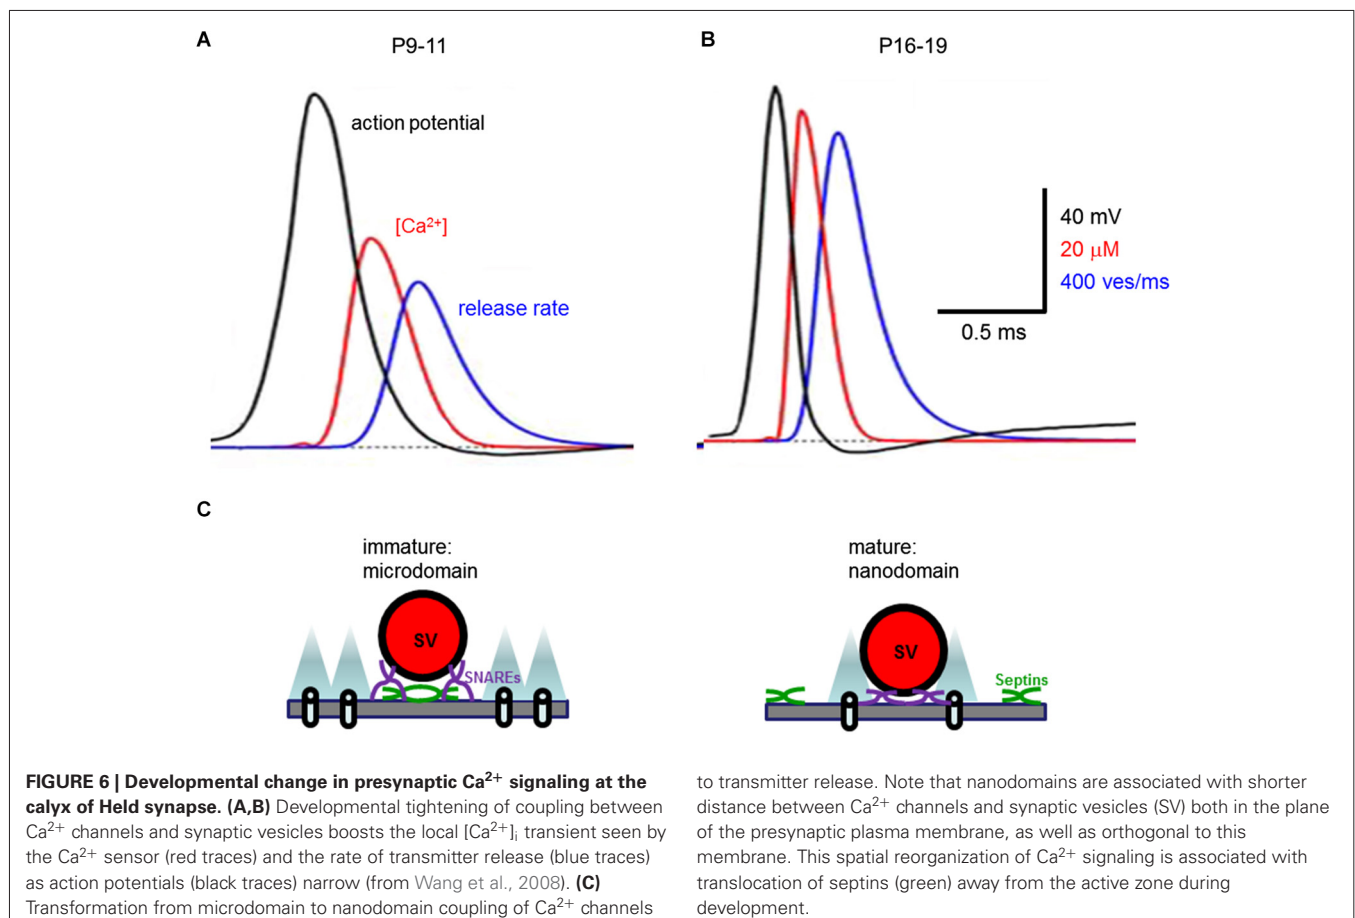 A
P9-11
action potential
[Ca2+]
release rate
B
P16-19
40 mV
20 μM
400 ves/ms
0.5 ms
C
immature:
microdomain
SV
SNAREs
mature:
nanodomain
SV
Septins
FIGURE 6 | Developmental change in presynaptic Ca2+ signaling at the
calyx of Held synapse. (A,B) Developmental tightening of coupling between
Ca2+ channels and synaptic vesicles boosts the local [Ca2+]i transient seen by
the Ca2+ sensor (red traces) and the rate of transmitter release (blue traces)
as action potentials (black traces) narrow (from Wang et al., 2008). (C)
Transformation from microdomain to nanodomain coupling of Ca2+ channels
to transmitter release. Note that nanodomains are associated with shorter
distance between Ca2+ channels and synaptic vesicles (SV) both in the plane
of the presynaptic plasma membrane, as well as orthogonal to this
membrane. This spatial reorganization of Ca2+ signaling is associated with
translocation of septins (green) away from the active zone during
development.